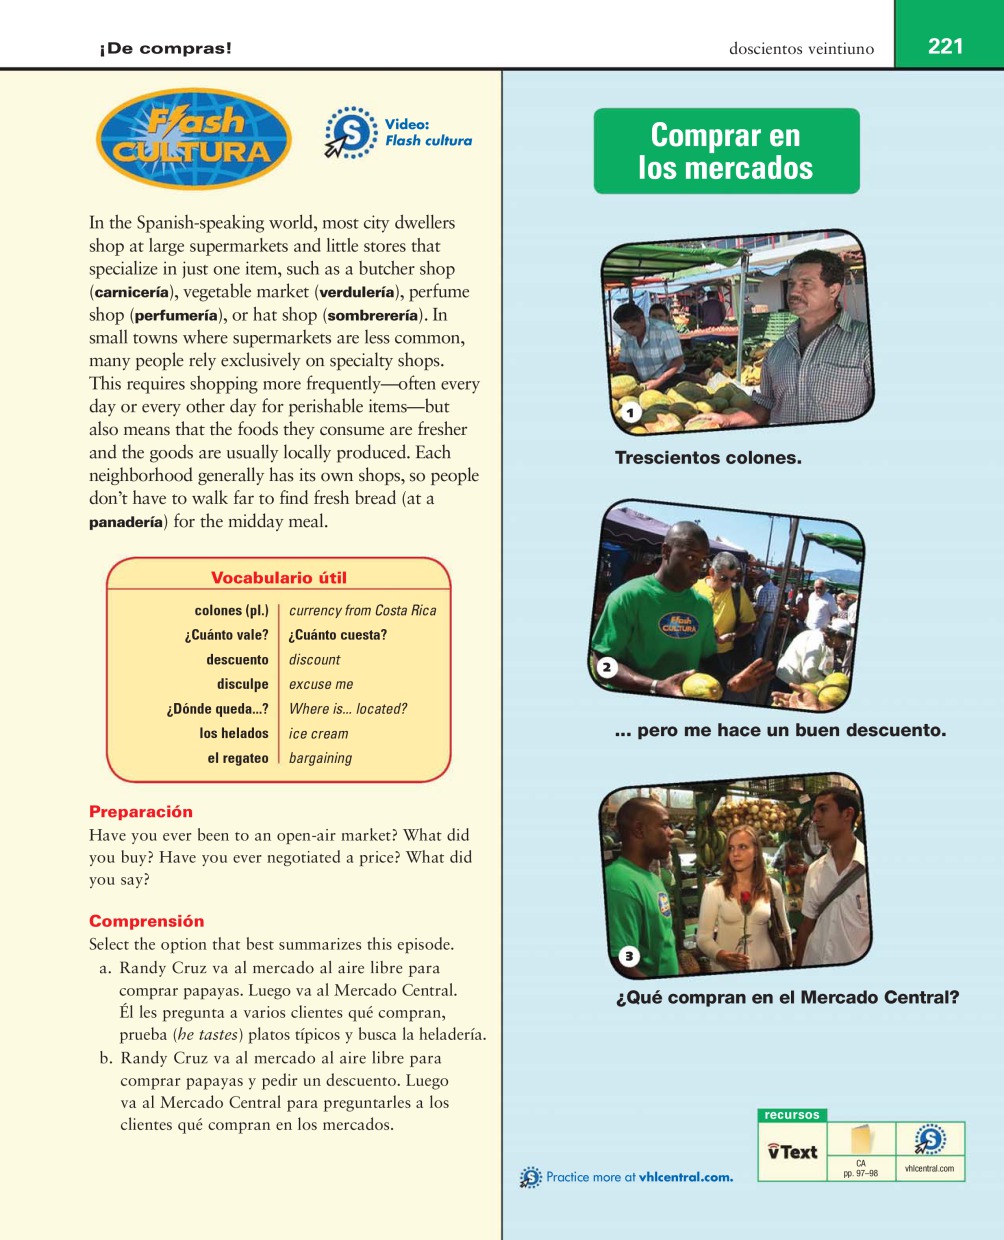 ¡De compras!
doscientos veintiuno
221
Flash
CULTURA
Video:
Flash cultura
In the Spanish-speaking world, most city dwellers
shop at large supermarkets and little stores that
specialize in just one item, such as a butcher shop
(carnicería), vegetable market (verdulería), perfume
shop (perfumería), or hat shop (sombrerería). In
small towns where supermarkets are less common,
many people rely exclusively on specialty shops.
This requires shopping more frequently—often every
day or every other day for perishable items—but
also means that the foods they consume are fresher
and the goods are usually locally produced. Each
neighborhood generally has its own shops, so people
don't have to walk far to find fresh bread (at a
panadería) for the midday meal.
Vocabulario útil
colones (pl.) currency from Costa Rica
¿Cuánto vale? ¿Cuánto cuesta?
descuento discount
disculpe excuse me
¿Dónde queda...? Where is... located?
los helados ice cream
el regateo bargaining
Preparación
Have you ever been to an open-air market? What did
you buy? Have you ever negotiated a price? What did
you say?
Comprensión
Select the option that best summarizes this episode.
a. Randy Cruz va al mercado al aire libre para
comprar papayas. Luego va al Mercado Central.
Él les pregunta a varios clientes qué compran,
prueba (he tastes) platos típicos y busca la heladería.
b. Randy Cruz va al mercado al aire libre para
comprar papayas y pedir un descuento. Luego
va al Mercado Central para preguntarles a los
clientes qué compran en los mercados.
Comprar en
los mercados
1
Trescientos colones.
Flash
CULTURA
2
... pero me hace un buen descuento.
3
¿Qué compran en el Mercado Central?
S Practice more at vhlcentral.com.
recursos
vText
CA
pp. 97–98
S
vhlcentral.com